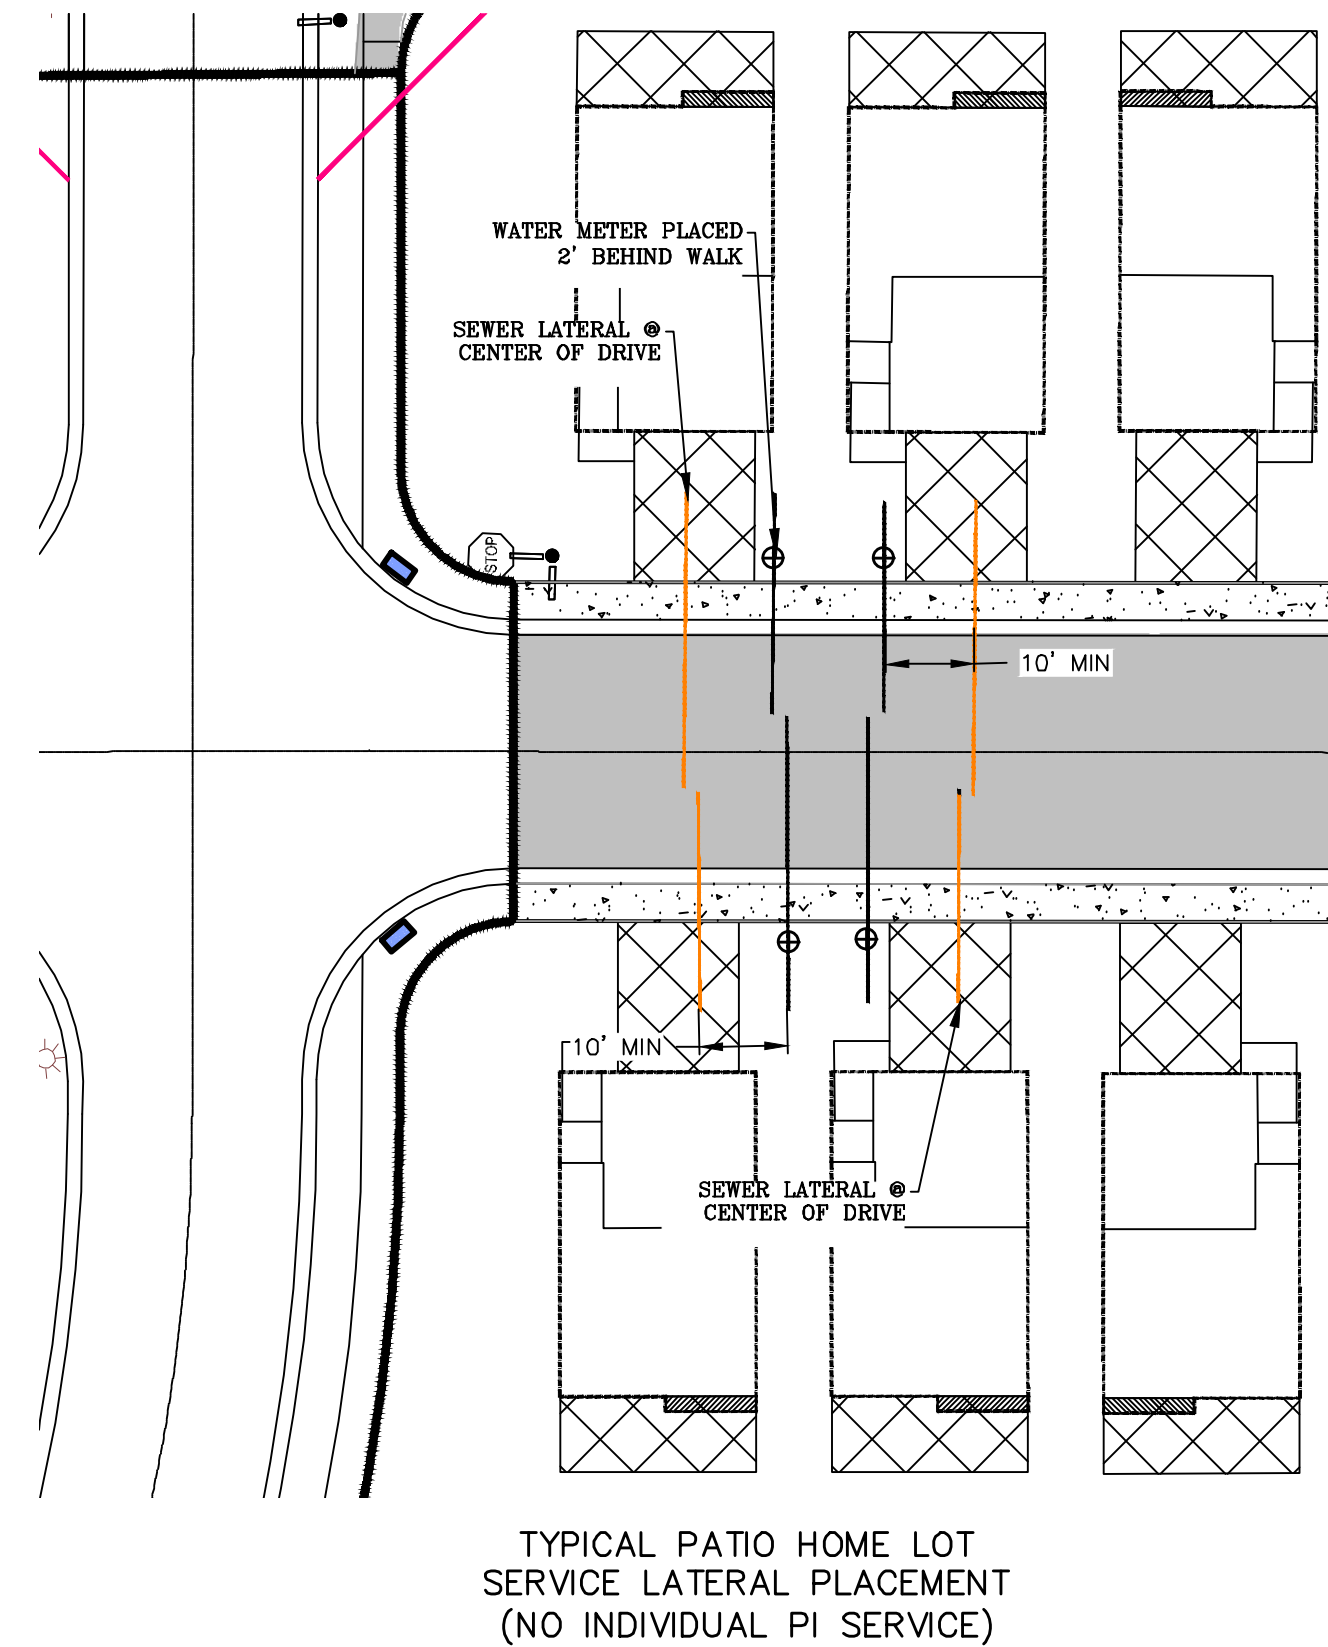 WATER METER PLACED
2' BEHIND WALK
SEWER LATERAL @
CENTER OF DRIVE
STOP
10' MIN
10' MIN
SEWER LATERAL @
CENTER OF DRIVE
TYPICAL PATIO HOME LOT
SERVICE LATERAL PLACEMENT
(NO INDIVIDUAL PI SERVICE)